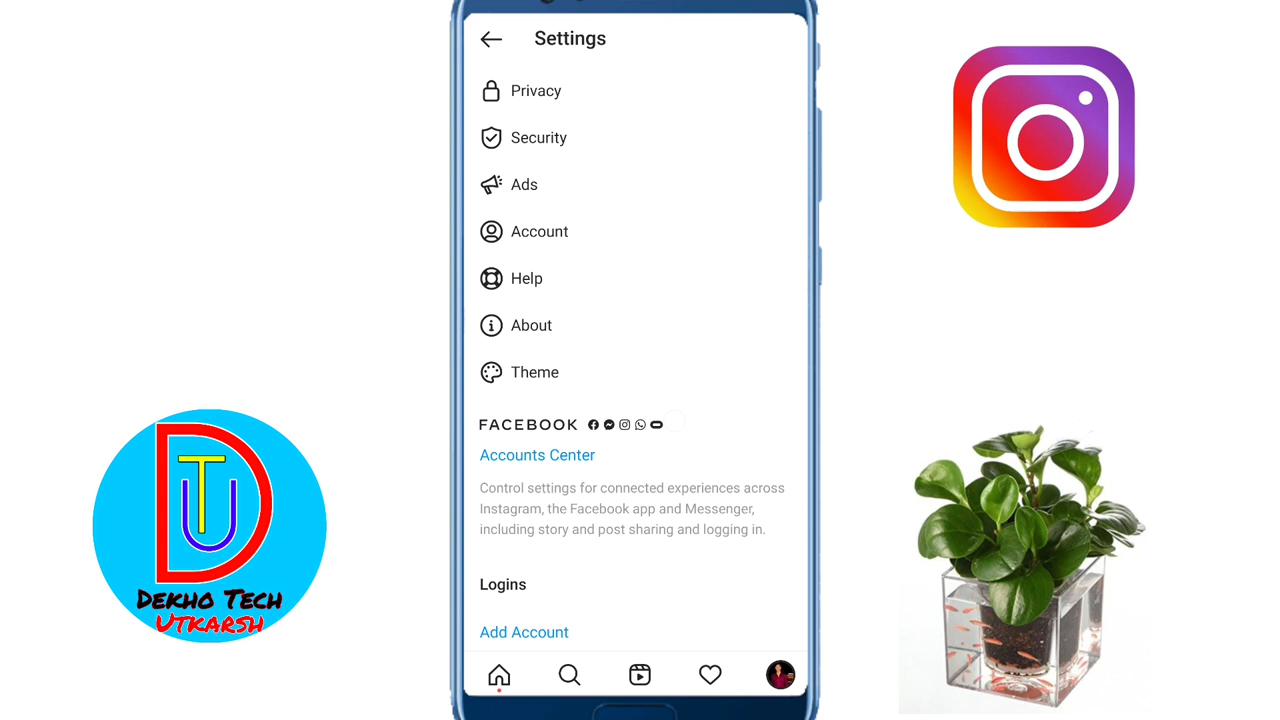 Settings
Privacy
Security
Ads
Account
Help
About
Theme
FACEBOOK
Accounts Center
Control settings for connected experiences across
Instagram, the Facebook app and Messenger,
including story and post sharing and logging in.
Logins
Add Account
DTU
DEKHO TECH
UTKARSH